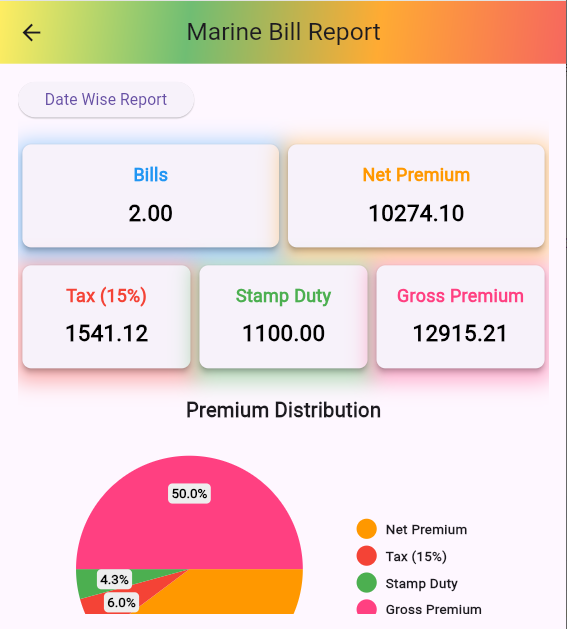 Marine Bill Report
Date Wise Report
Bills
2.00
Net Premium
10274.10
Tax (15%)
1541.12
Stamp Duty
1100.00
Gross Premium
12915.21
Premium Distribution
50.0%
4.3%
6.0%
Net Premium
Tax (15%)
Stamp Duty
Gross Premium